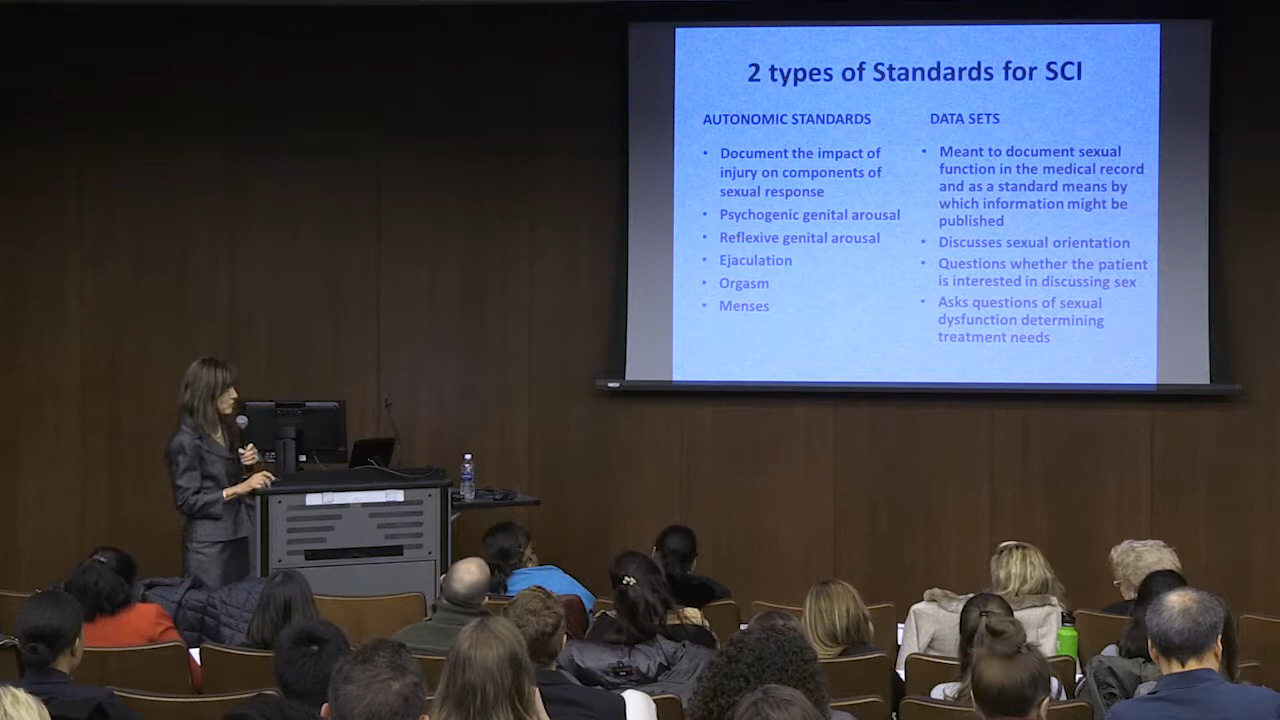 2 types of Standards for SCI
AUTONOMIC STANDARDS
• Document the impact of
injury on components of
sexual response
• Psychogenic genital arousal
• Reflexive genital arousal
• Ejaculation
• Orgasm
• Menses
DATA SETS
• Meant to document sexual
function in the medical record
and as a standard means by
which information might be
published
• Discusses sexual orientation
• Questions whether the patient
is interested in discussing sex
• Asks questions of sexual
dysfunction determining
treatment needs